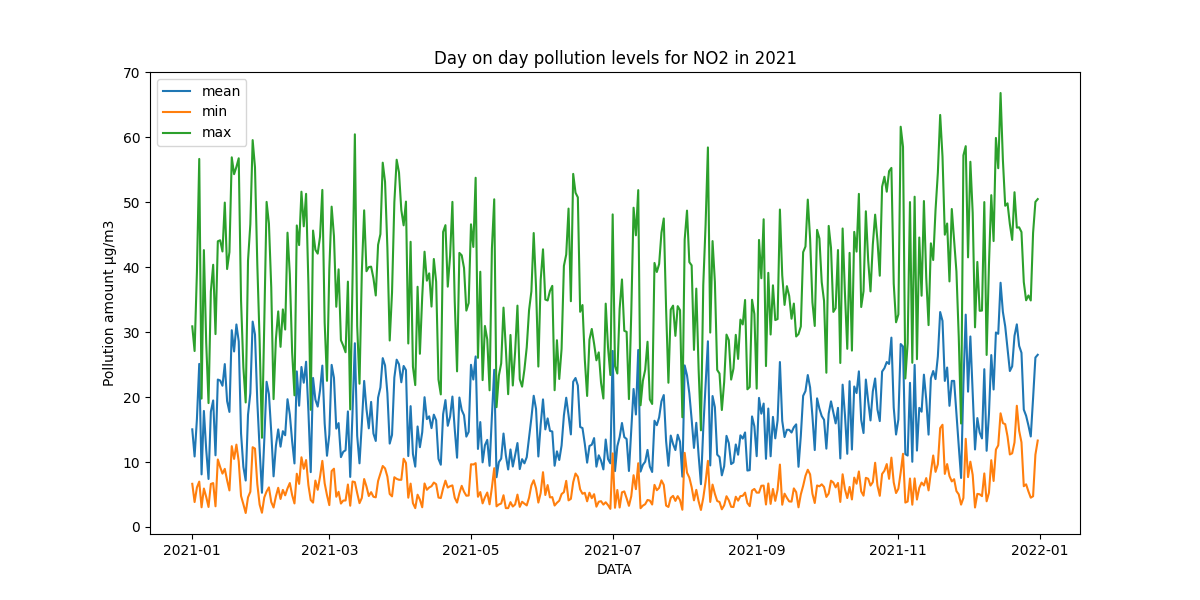 Day on day pollution levels for NO2 in 2021
70
60
50
40
30
20
10
0
Pollution amount µg/m3
mean
min
max
2021-01
2021-03
2021-05
2021-07
2021-09
2021-11
2022-01
DATA